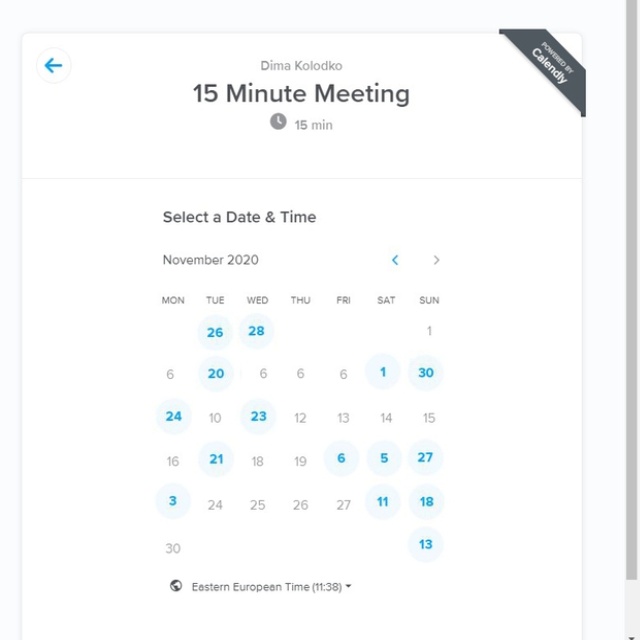 POWERED BY
Calendly
Dima Kolodko
15 Minute Meeting
15 min
Select a Date & Time
November 2020
MON TUE WED THU FRI SAT SUN
26 28 1
6 20 6 6 6 1 30
24 10 23 12 13 14 15
16 21 18 19 6 5 27
3 24 25 26 27 11 18
30 13
Eastern European Time (11:38)